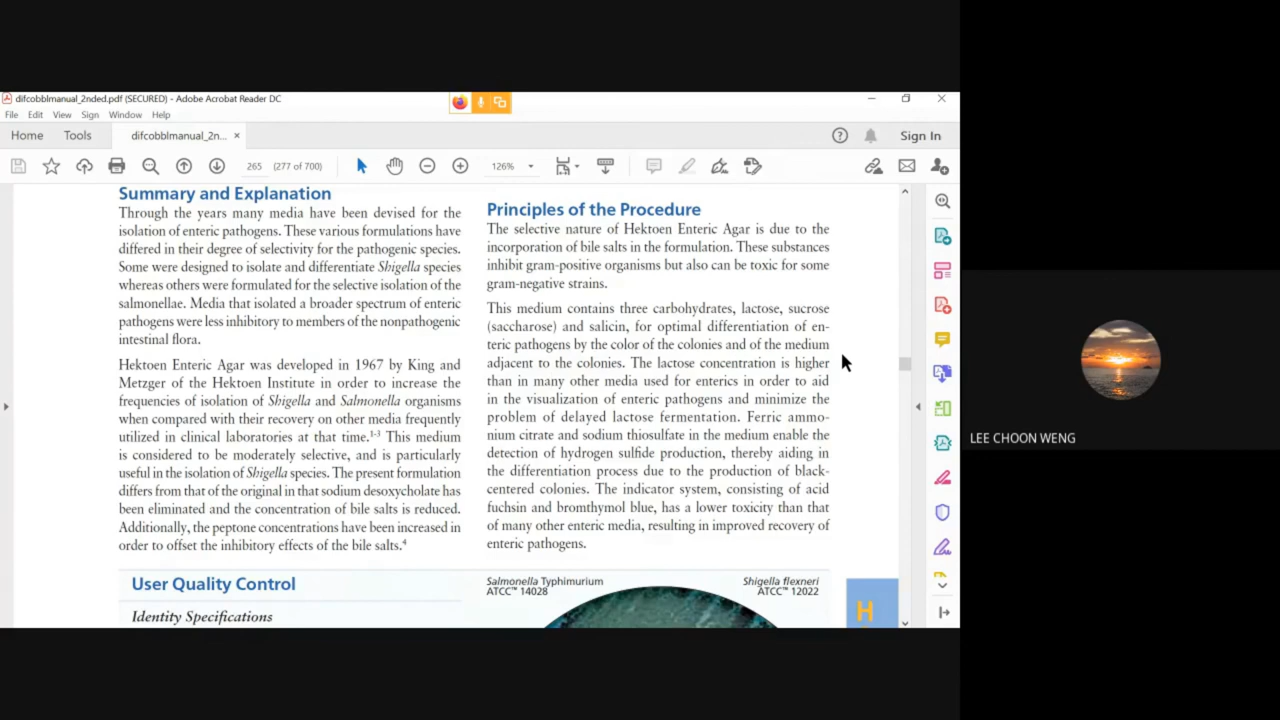 difcobblmanual_2nded.pdf (SECURED) - Adobe Acrobat Reader DC
File Edit View Sign Window Help
Home Tools difcobblmanual_2n... × Sign In
265 (277 of 700) 126%
Summary and Explanation
Through the years many media have been devised for the
isolation of enteric pathogens. These various formulations have
differed in their degree of selectivity for the pathogenic species.
Some were designed to isolate and differentiate Shigella species
whereas others were formulated for the selective isolation of the
salmonellae. Media that isolated a broader spectrum of enteric
pathogens were less inhibitory to members of the nonpathogenic
intestinal flora.
Hektoen Enteric Agar was developed in 1967 by King and
Metzger of the Hektoen Institute in order to increase the
frequencies of isolation of Shigella and Salmonella organisms
when compared with their recovery on other media frequently
utilized in clinical laboratories at that time.1-3 This medium
is considered to be moderately selective, and is particularly
useful in the isolation of Shigella species. The present formulation
differs from that of the original in that sodium desoxycholate has
been eliminated and the concentration of bile salts is reduced.
Additionally, the peptone concentrations have been increased in
order to offset the inhibitory effects of the bile salts.4
User Quality Control
Identity Specifications
Principles of the Procedure
The selective nature of Hektoen Enteric Agar is due to the
incorporation of bile salts in the formulation. These substances
inhibit gram-positive organisms but also can be toxic for some
gram-negative strains.
This medium contains three carbohydrates, lactose, sucrose
(saccharose) and salicin, for optimal differentiation of en-
teric pathogens by the color of the colonies and of the medium
adjacent to the colonies. The lactose concentration is higher
than in many other media used for enterics in order to aid
in the visualization of enteric pathogens and minimize the
problem of delayed lactose fermentation. Ferric ammo-
nium citrate and sodium thiosulfate in the medium enable the
detection of hydrogen sulfide production, thereby aiding in
the differentiation process due to the production of black-
centered colonies. The indicator system, consisting of acid
fuchsin and bromthymol blue, has a lower toxicity than that
of many other enteric media, resulting in improved recovery of
enteric pathogens.
Salmonella Typhimurium
ATCC™ 14028
Shigella flexneri
ATCC™ 12022
H
LEE CHOON WENG